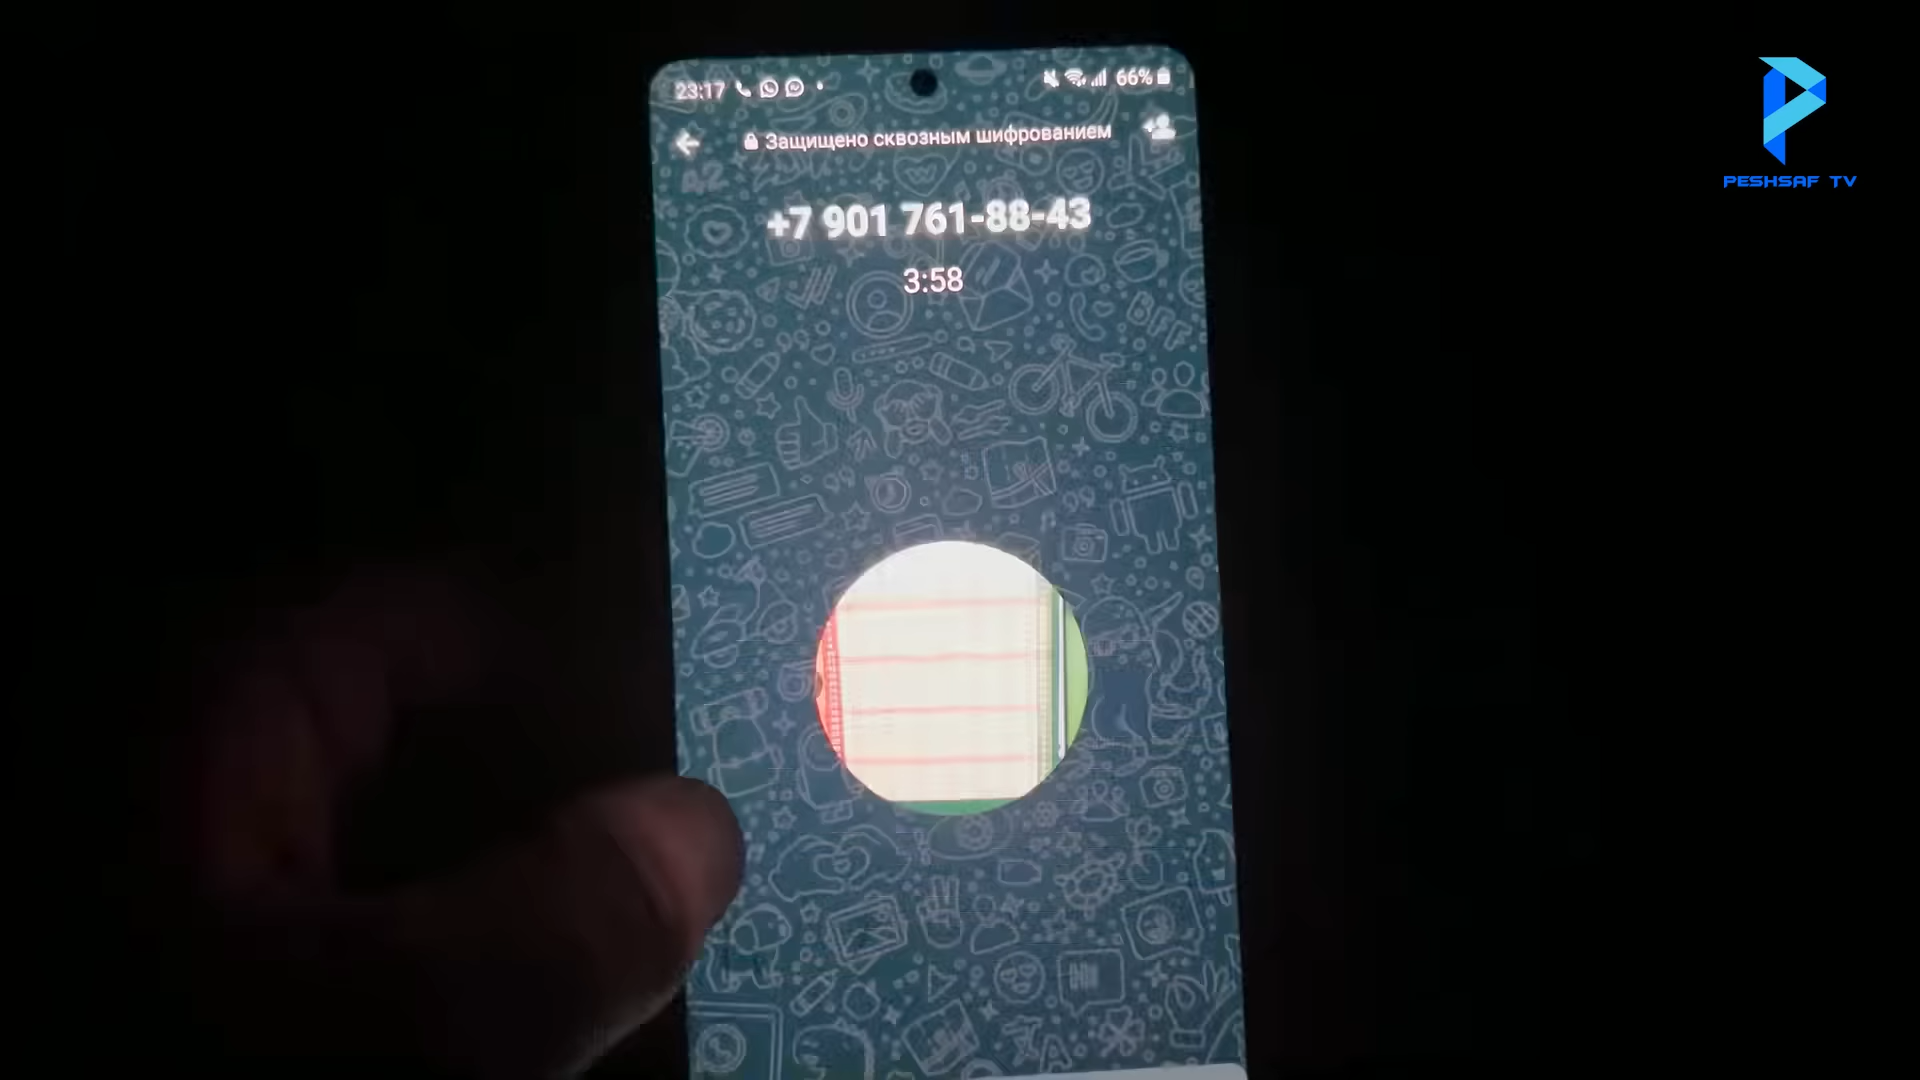 23:17
66%
Защищено сквозным шифрованием
+7 901 761-88-43
3:58
PESHSAF TV